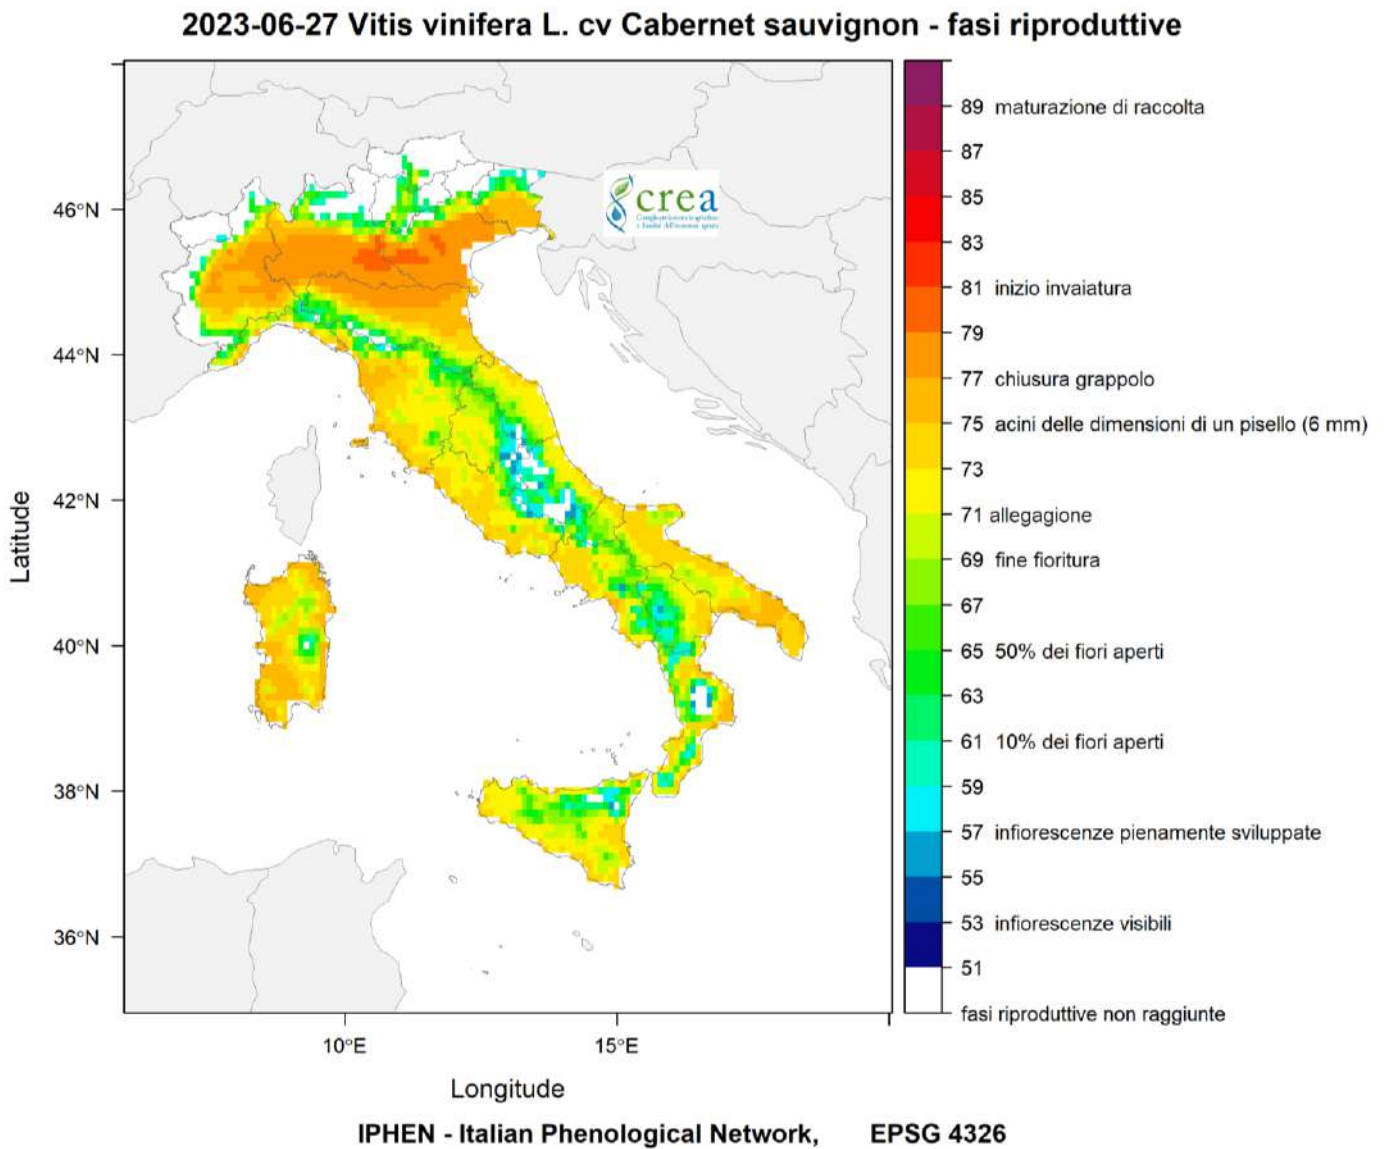 2023-06-27 Vitis vinifera L. cv Cabernet sauvignon - fasi riproduttive
crea
89 maturazione di raccolta
87
85
83
81 inizio invaiatura
79
77 chiusura grappolo
75 acini delle dimensioni di un pisello (6 mm)
73
71 allegagione
69 fine fioritura
67
65 50% dei fiori aperti
63
61 10% dei fiori aperti
59
57 infiorescenze pienamente sviluppate
55
53 infiorescenze visibili
51
fasi riproduttive non raggiunte
46°N
44°N
42°N
40°N
38°N
36°N
Latitude
10°E 15°E
Longitude
IPHEN - Italian Phenological Network, EPSG 4326